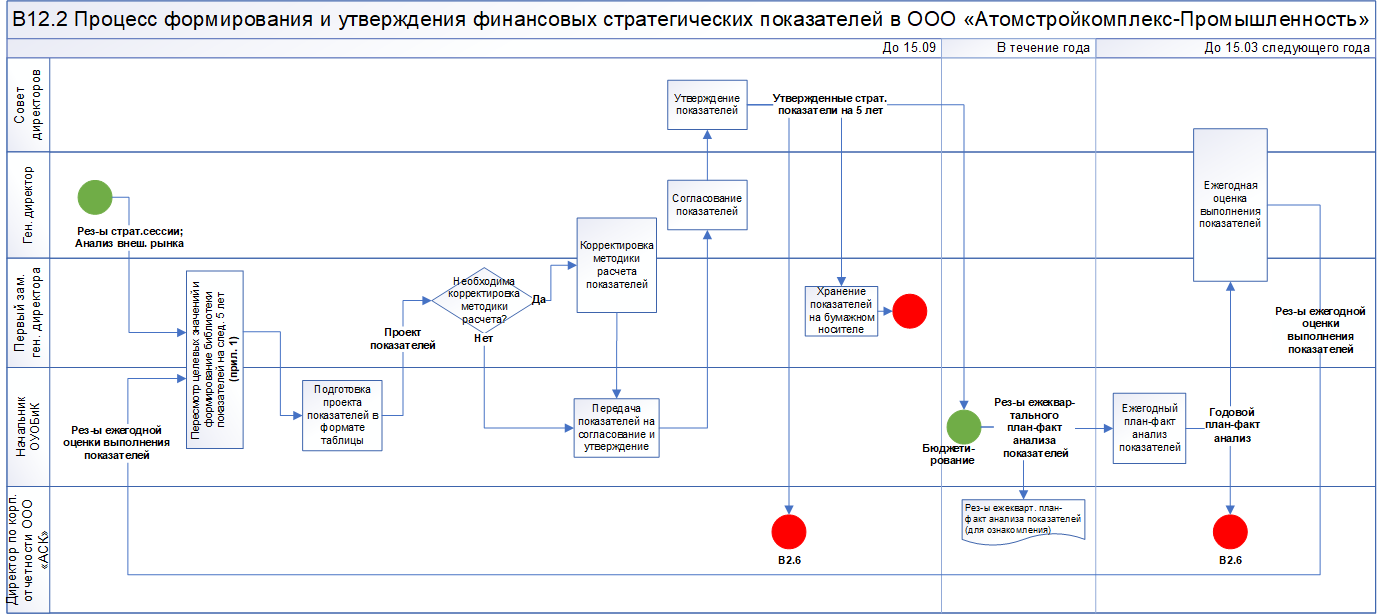 В12.2 Процесс формирования и утверждения финансовых стратегических показателей в ООО «Атомстройкомплекс-Промышленность»
До 15.09
В течение года
До 15.03 следующего года
Совет
директоров
Утверждение
показателей
Утвержденные страт.
показатели на 5 лет
Ген. директор
Рез-ы страт.сессии;
Анализ внеш. рынка
Согласование
показателей
Корректировка
методики
расчета
показателей
Ежегодная
оценка
выполнения
показателей
Первый зам.
ген. директора
Пересмотр целевых значений и
формирование библиотеки
показателей на след. 5 лет
(прил. 1)
Необходима
корректировка
методики
расчета?
Да
Нет
Проект
показателей
Хранение
показателей
на бумажном
носителе
Рез-ы ежегодной
оценки
выполнения
показателей
Начальник
ОУОБиК
Рез-ы ежегодной
оценки выполнения
показателей
Подготовка
проекта
показателей в
формате
таблицы
Передача
показателей на
согласование и
утверждение
Бюджети-
рование
Рез-ы ежеквар-
тального
план-факт
анализа
показателей
Ежегодный
план-факт
анализ
показателей
Годовой
план-факт
анализ
Директор по корп.
отчетности ООО
«АСК»
В2.6
Рез-ы ежекварт. план-
факт анализа показателей
(для ознакомления)
В2.6